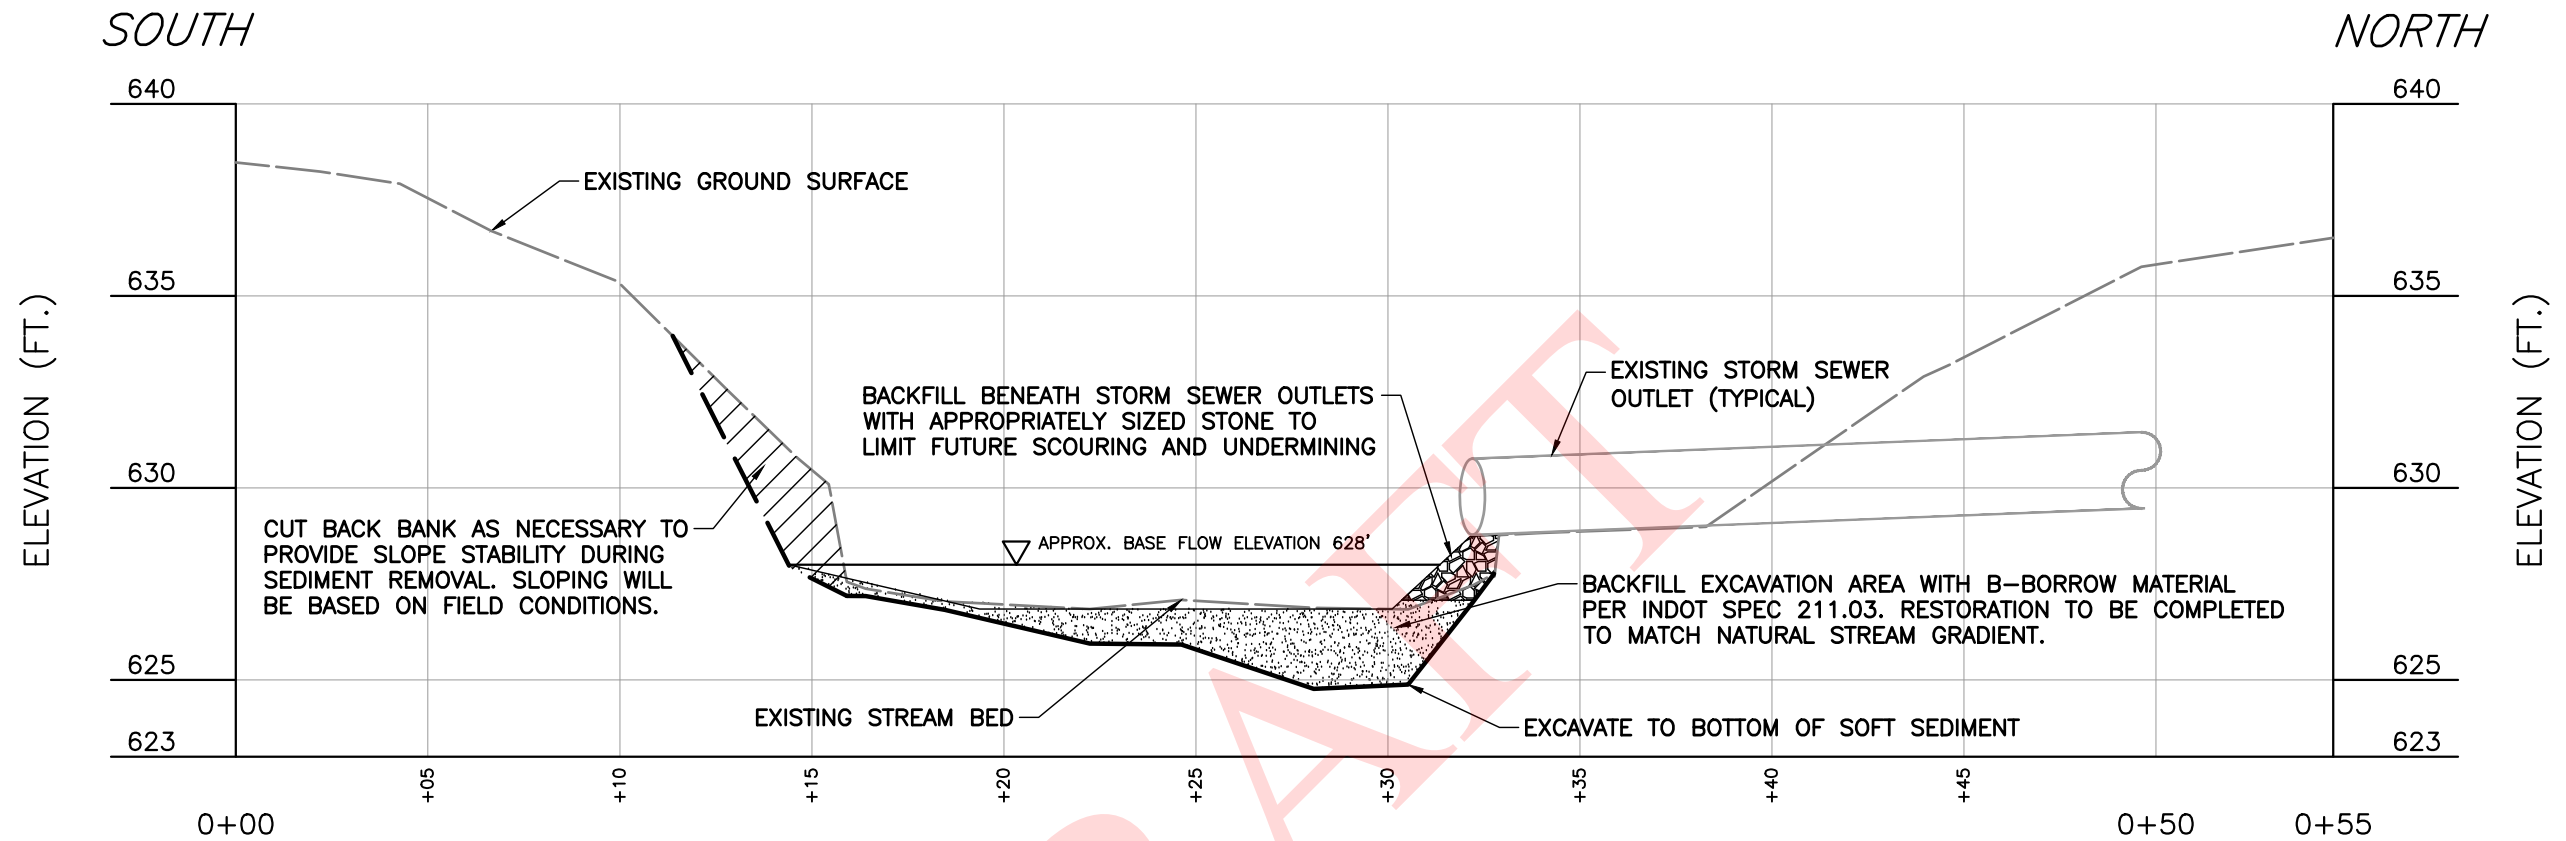 SOUTH
NORTH
640
640
EXISTING GROUND SURFACE
635
635
ELEVATION (FT.)
ELEVATION (FT.)
BACKFILL BENEATH STORM SEWER OUTLETS
WITH APPROPRIATELY SIZED STONE TO
LIMIT FUTURE SCOURING AND UNDERMINING
EXISTING STORM SEWER
OUTLET (TYPICAL)
630
630
CUT BACK BANK AS NECESSARY TO
PROVIDE SLOPE STABILITY DURING
SEDIMENT REMOVAL. SLOPING WILL
BE BASED ON FIELD CONDITIONS.
APPROX. BASE FLOW ELEVATION 628'
BACKFILL EXCAVATION AREA WITH B-BORROW MATERIAL
PER INDOT SPEC 211.03. RESTORATION TO BE COMPLETED
TO MATCH NATURAL STREAM GRADIENT.
625
625
EXISTING STREAM BED
EXCAVATE TO BOTTOM OF SOFT SEDIMENT
623
623
+05
+10
+15
+20
+25
+30
+35
+40
+45
0+00
0+50
0+55
AFT